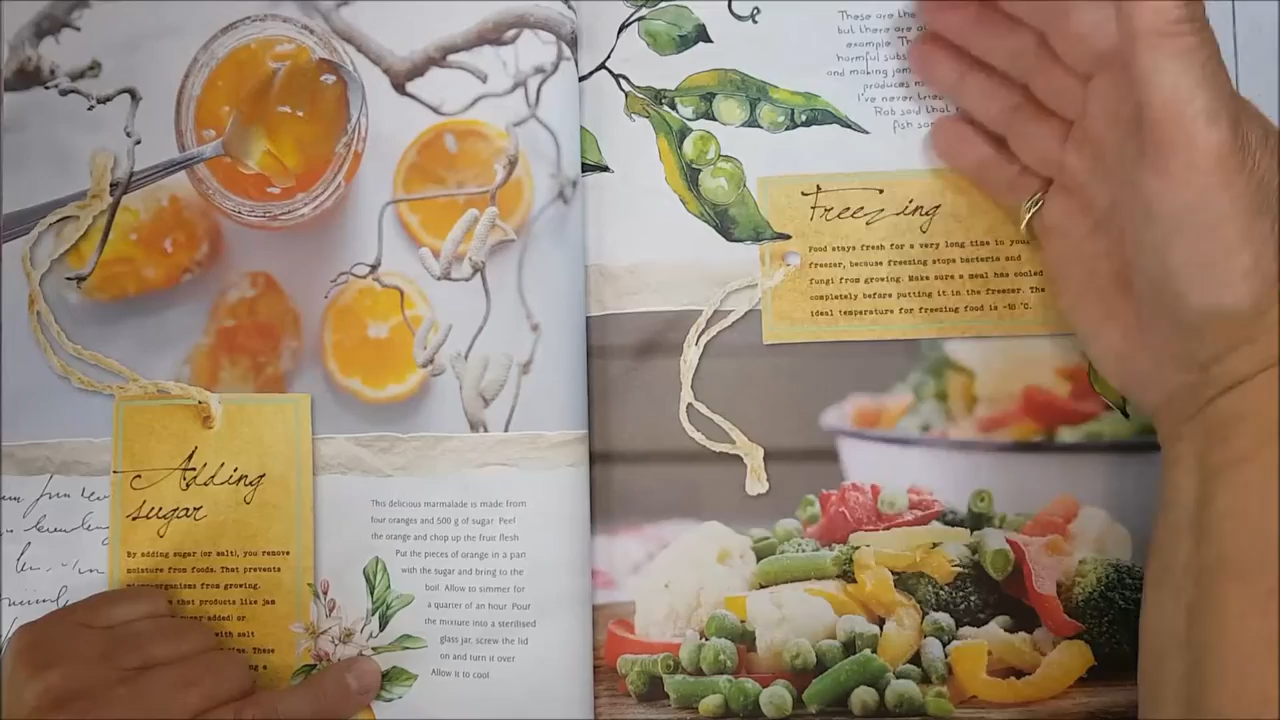 Adding
sugar
By adding sugar (or salt), you remove
moisture from foods. That prevents
microorganisms from growing.
that products like jam
sugar added) or
with salt
These
This delicious marmalade is made from
four oranges and 500 g of sugar. Peel
the orange and chop up the fruit flesh
Put the pieces of orange in a pan
with the sugar and bring to the
boil. Allow to simmer for
a quarter of an hour. Pour
the mixture into a sterilised
glass jar, screw the lid
on and turn it over
Allow it to cool
These are the
but there are
example. Th
harmful subs
and making jam
produces
I've never tried
Rob said that
fish
Freezing
Food stays fresh for a very long time in your
freezer, because freezing stops bacteria and
fungi from growing. Make sure a meal has cooled
completely before putting it in the freezer. The
ideal temperature for freezing food is -18 °C.